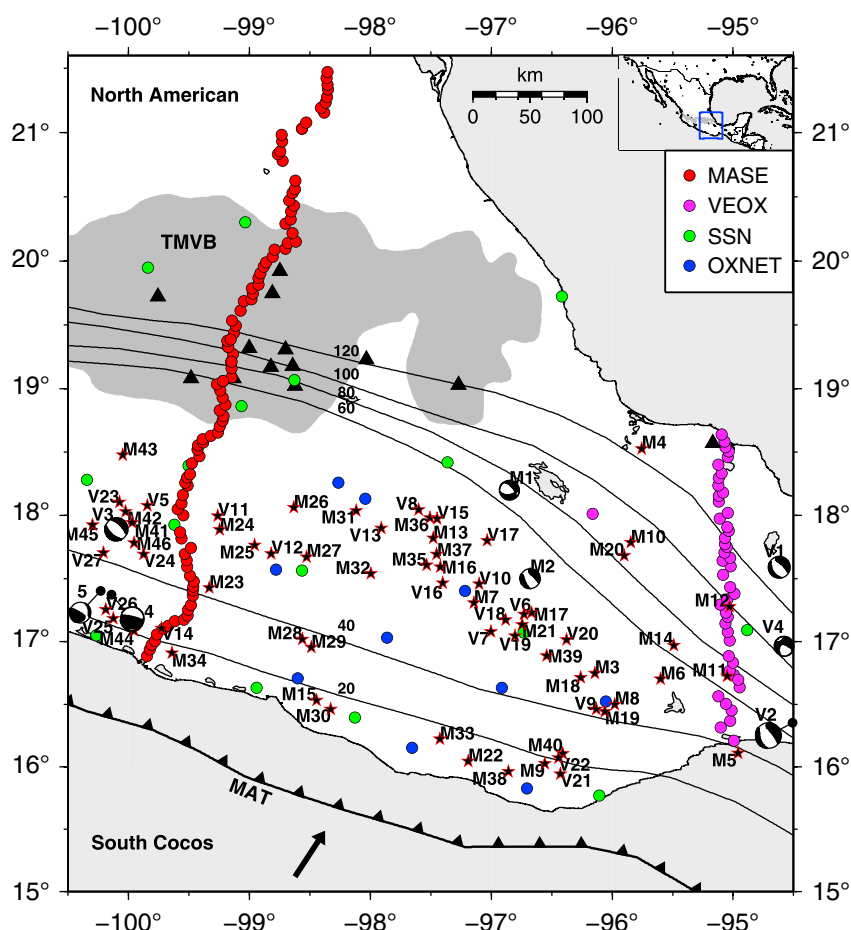 −100° −99° −98° −97° −96° −95°
North American
km
0 50 100
21° 21°
MASE
VEOX
SSN
OXNET
TMVB
20° 20°
120
100
80
60
19° 19°
M43
M4
M1
18° 18°
V23
V5
V3
M42
M41
M45
M46
V27
V24
V11
M24
M26
M31
V8
V15
M36
M13
V13
V17
M10
M20
M25
V12
M27
M37
M35
M16
M32
V16
V10
M2
V1
M23
M7
V6
M17
V18
M21
V7
V19
V20
M12
5
V26
4
V25
M44
V14
M34
17° 17°
40
M28
M29
M39
M14
V4
M3
M18
M6
M11
20
M15
M30
V9
M8
M19
V2
M33
M22
M38
M40
V22
M9
V21
M5
16° 16°
MAT
South Cocos
15° 15°
−100° −99° −98° −97° −96° −95°